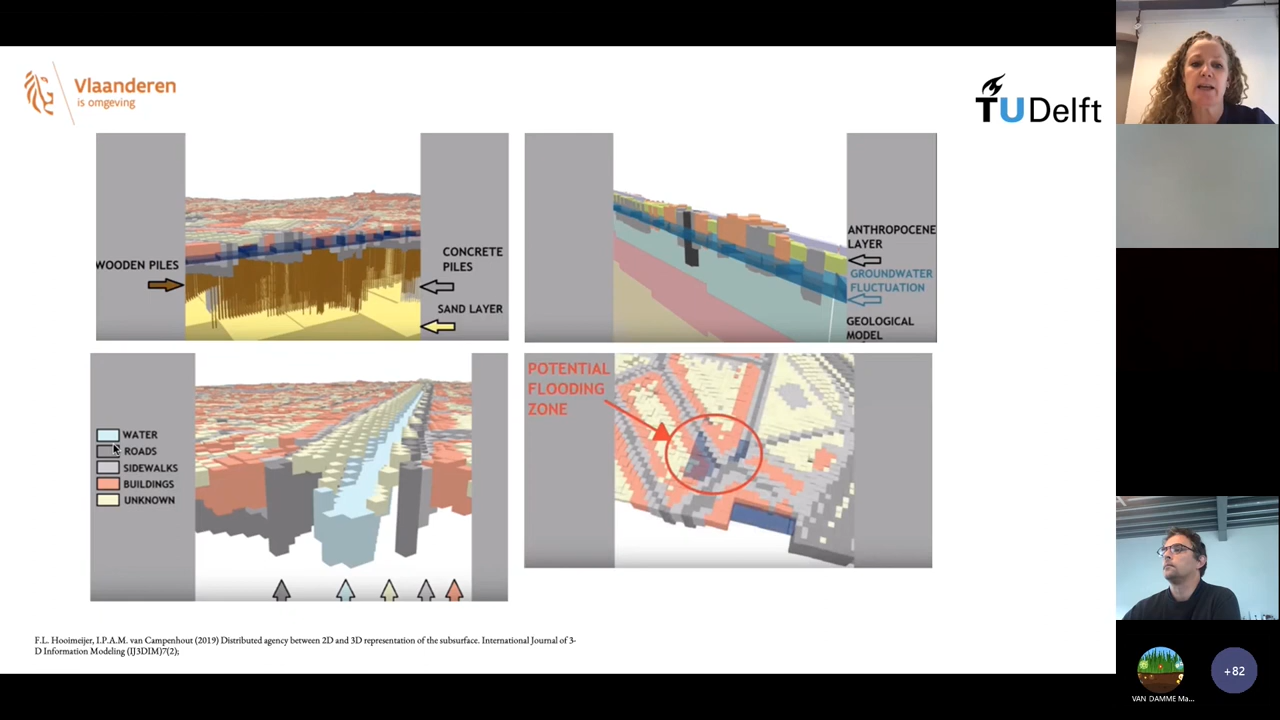 Vlaanderen
is omgeving
TUDelft
WOODEN PILES
CONCRETE
PILES
SAND LAYER
ANTHROPOCENE
LAYER
GROUNDWATER
FLUCTUATION
GEOLOGICAL
MODEL
WATER
ROADS
SIDEWALKS
BUILDINGS
UNKNOWN
POTENTIAL
FLOODING
ZONE
F.L. Hooimeijer, I.P.A.M. van Campenhout (2019) Distributed agency between 2D and 3D representation of the subsurface. International Journal of 3-
D Information Modeling (IJ3DIM)7(2);
VAN DAMME Ma...
+82